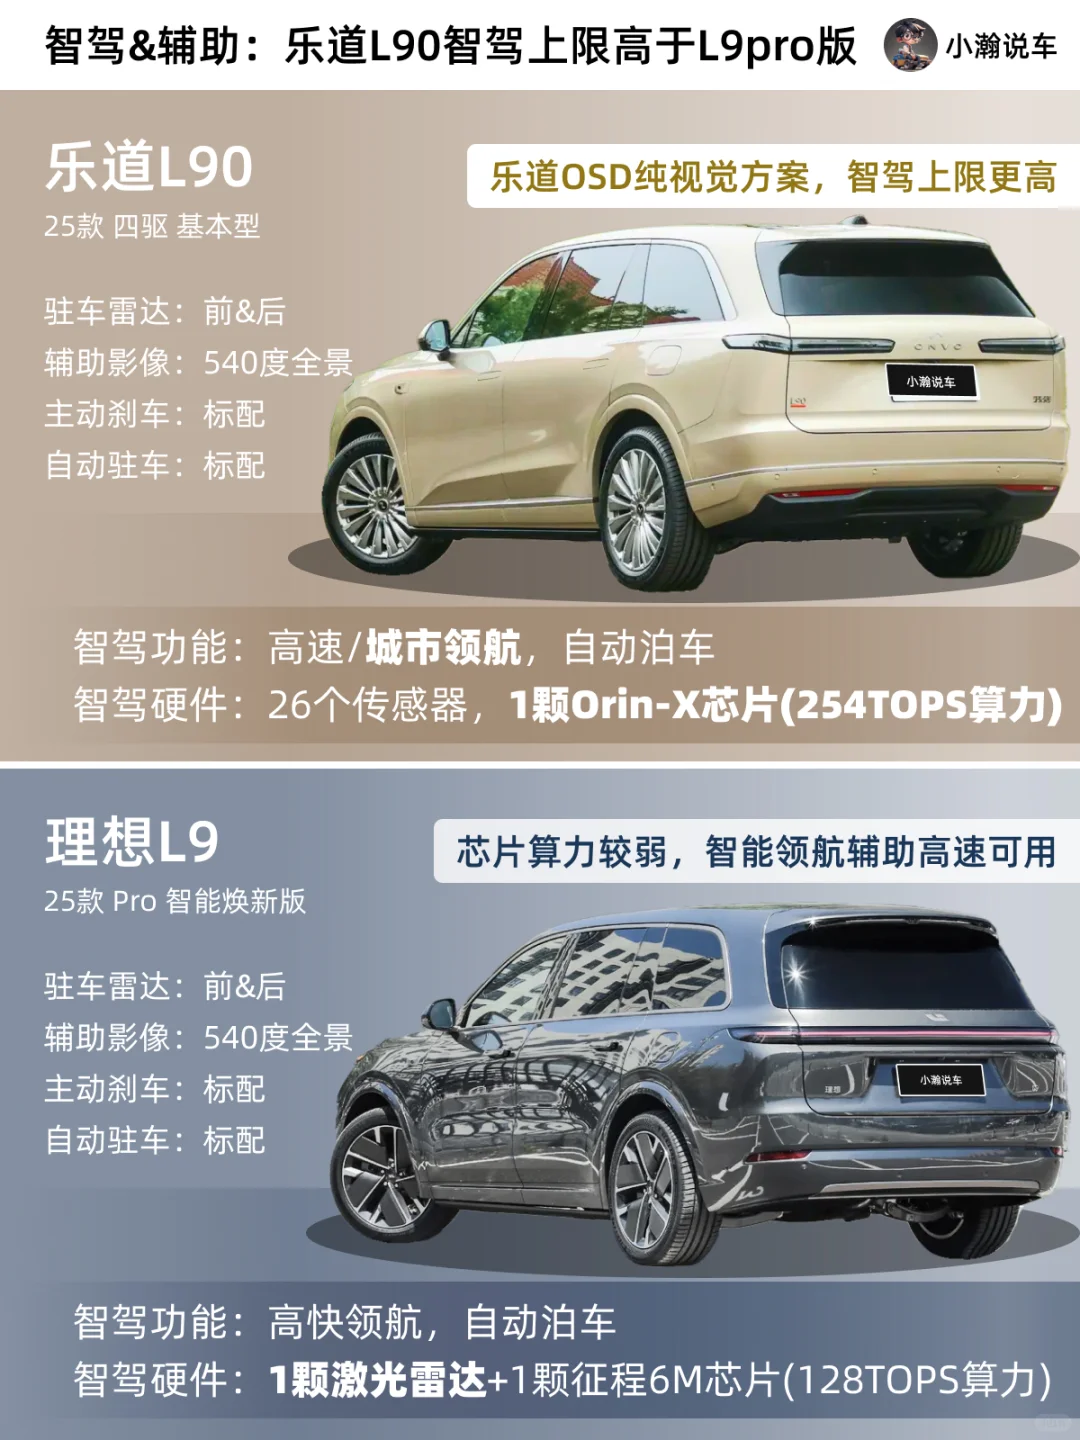 智驾&辅助：乐道L90智驾上限高于L9pro版
小瀚说车
乐道L90
25款 四驱 基本型
乐道OSD纯视觉方案，智驾上限更高
驻车雷达：前&后
辅助影像：540度全景
主动刹车：标配
自动驻车：标配
ONVO
小瀚说车
L90
智驾功能：高速/城市领航，自动泊车
智驾硬件：26个传感器，1颗Orin-X芯片(254TOPS算力)
理想L9
25款 Pro 智能焕新版
芯片算力较弱，智能领航辅助高速可用
驻车雷达：前&后
辅助影像：540度全景
主动刹车：标配
自动驻车：标配
小瀚说车
理想
智驾功能：高快领航，自动泊车
智驾硬件：1颗激光雷达+1颗征程6M芯片(128TOPS算力)